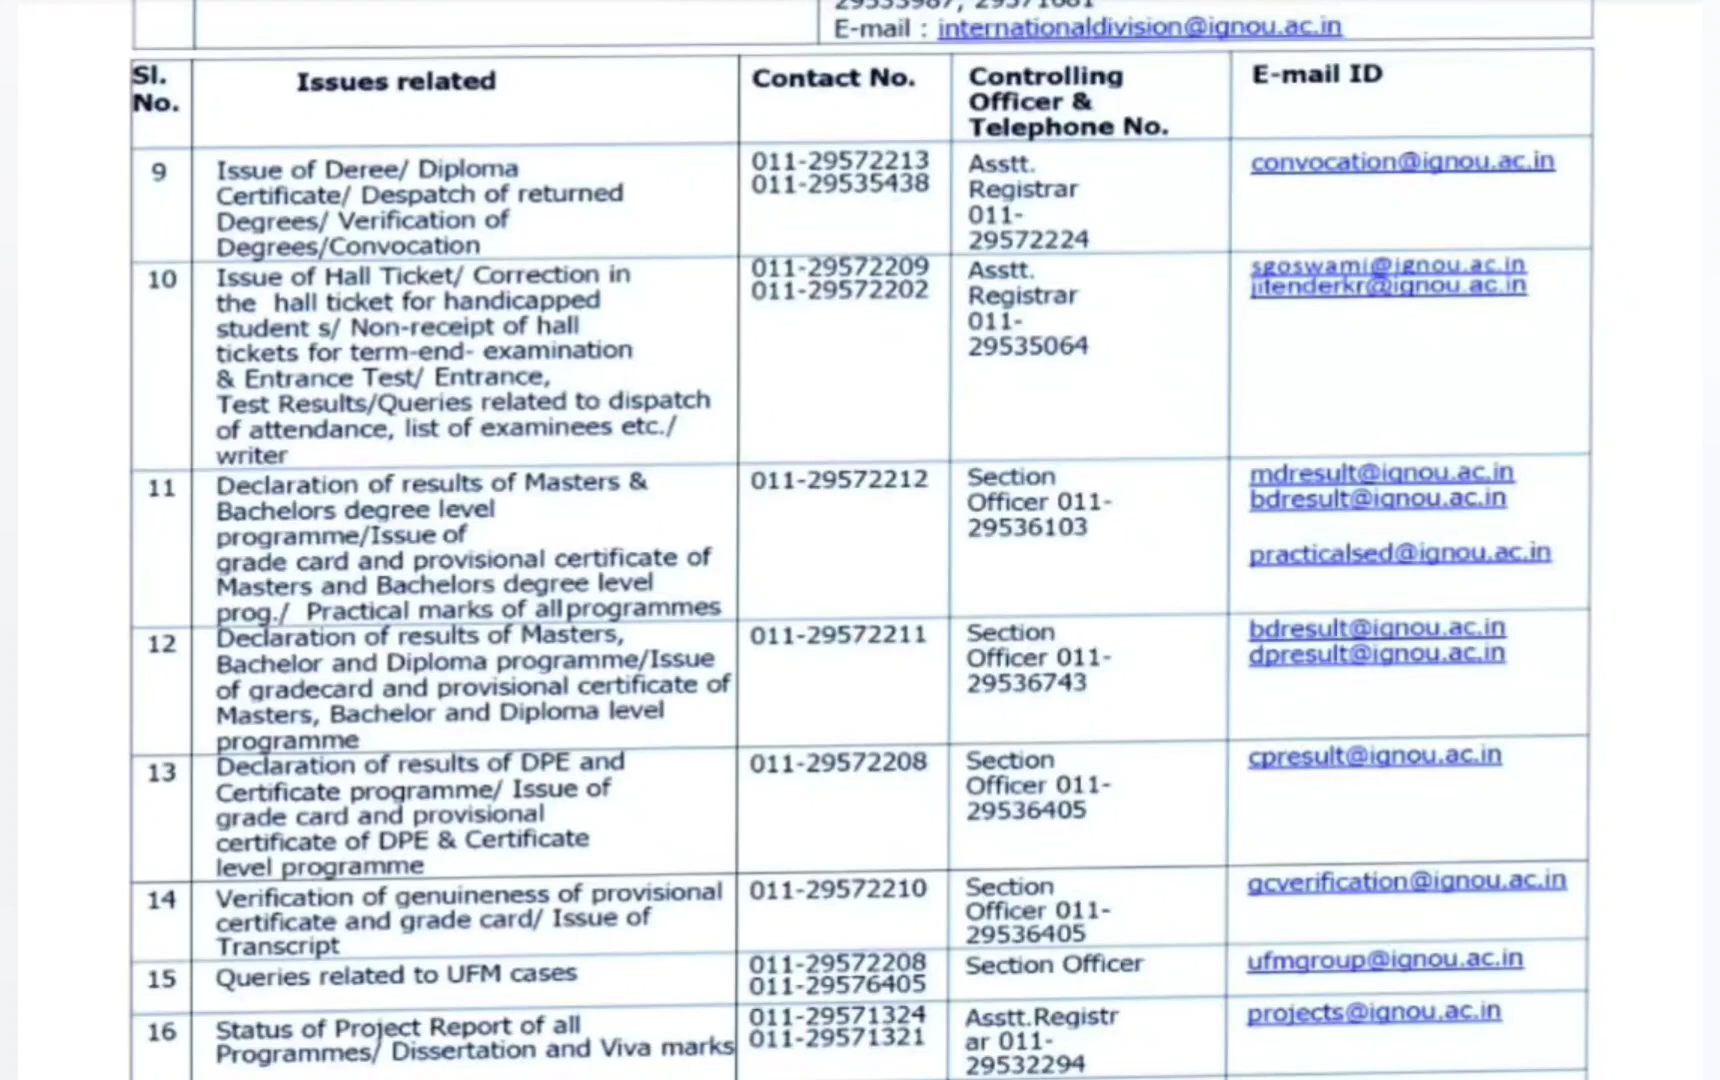 E-mail : internationaldivision@ignou.ac.in
Sl. No. Issues related Contact No. Controlling Officer & Telephone No. E-mail ID
9
Issue of Deree/ Diploma
Certificate/ Despatch of returned
Degrees/ Verification of
Degrees/Convocation
011-29572213
011-29535438
Asstt.
Registrar
011-
29572224
convocation@ignou.ac.in
10
Issue of Hall Ticket/ Correction in
the hall ticket for handicapped
student s/ Non-receipt of hall
tickets for term-end- examination
& Entrance Test/ Entrance,
Test Results/Queries related to dispatch
of attendance, list of examinees etc./
writer
011-29572209
011-29572202
Asstt.
Registrar
011-
29535064
sgoswami@ignou.ac.in
jitenderkr@ignou.ac.in
11
Declaration of results of Masters &
Bachelors degree level
programme/Issue of
grade card and provisional certificate of
Masters and Bachelors degree level
prog./ Practical marks of all programmes
011-29572212
Section
Officer 011-
29536103
mdresult@ignou.ac.in
bdresult@ignou.ac.in
practicalsed@ignou.ac.in
12
Declaration of results of Masters,
Bachelor and Diploma programme/Issue
of gradecard and provisional certificate of
Masters, Bachelor and Diploma level
programme
011-29572211
Section
Officer 011-
29536743
bdresult@ignou.ac.in
dpresult@ignou.ac.in
13
Declaration of results of DPE and
Certificate programme/ Issue of
grade card and provisional
certificate of DPE & Certificate
level programme
011-29572208
Section
Officer 011-
29536405
cpresult@ignou.ac.in
14
Verification of genuineness of provisional
certificate and grade card/ Issue of
Transcript
011-29572210
Section
Officer 011-
29536405
gcverification@ignou.ac.in
15
Queries related to UFM cases
011-29572208
011-29576405
Section Officer
ufmgroup@ignou.ac.in
16
Status of Project Report of all
Programmes/ Dissertation and Viva marks
011-29571324
011-29571321
Asstt.Registr
ar 011-
29532294
projects@ignou.ac.in